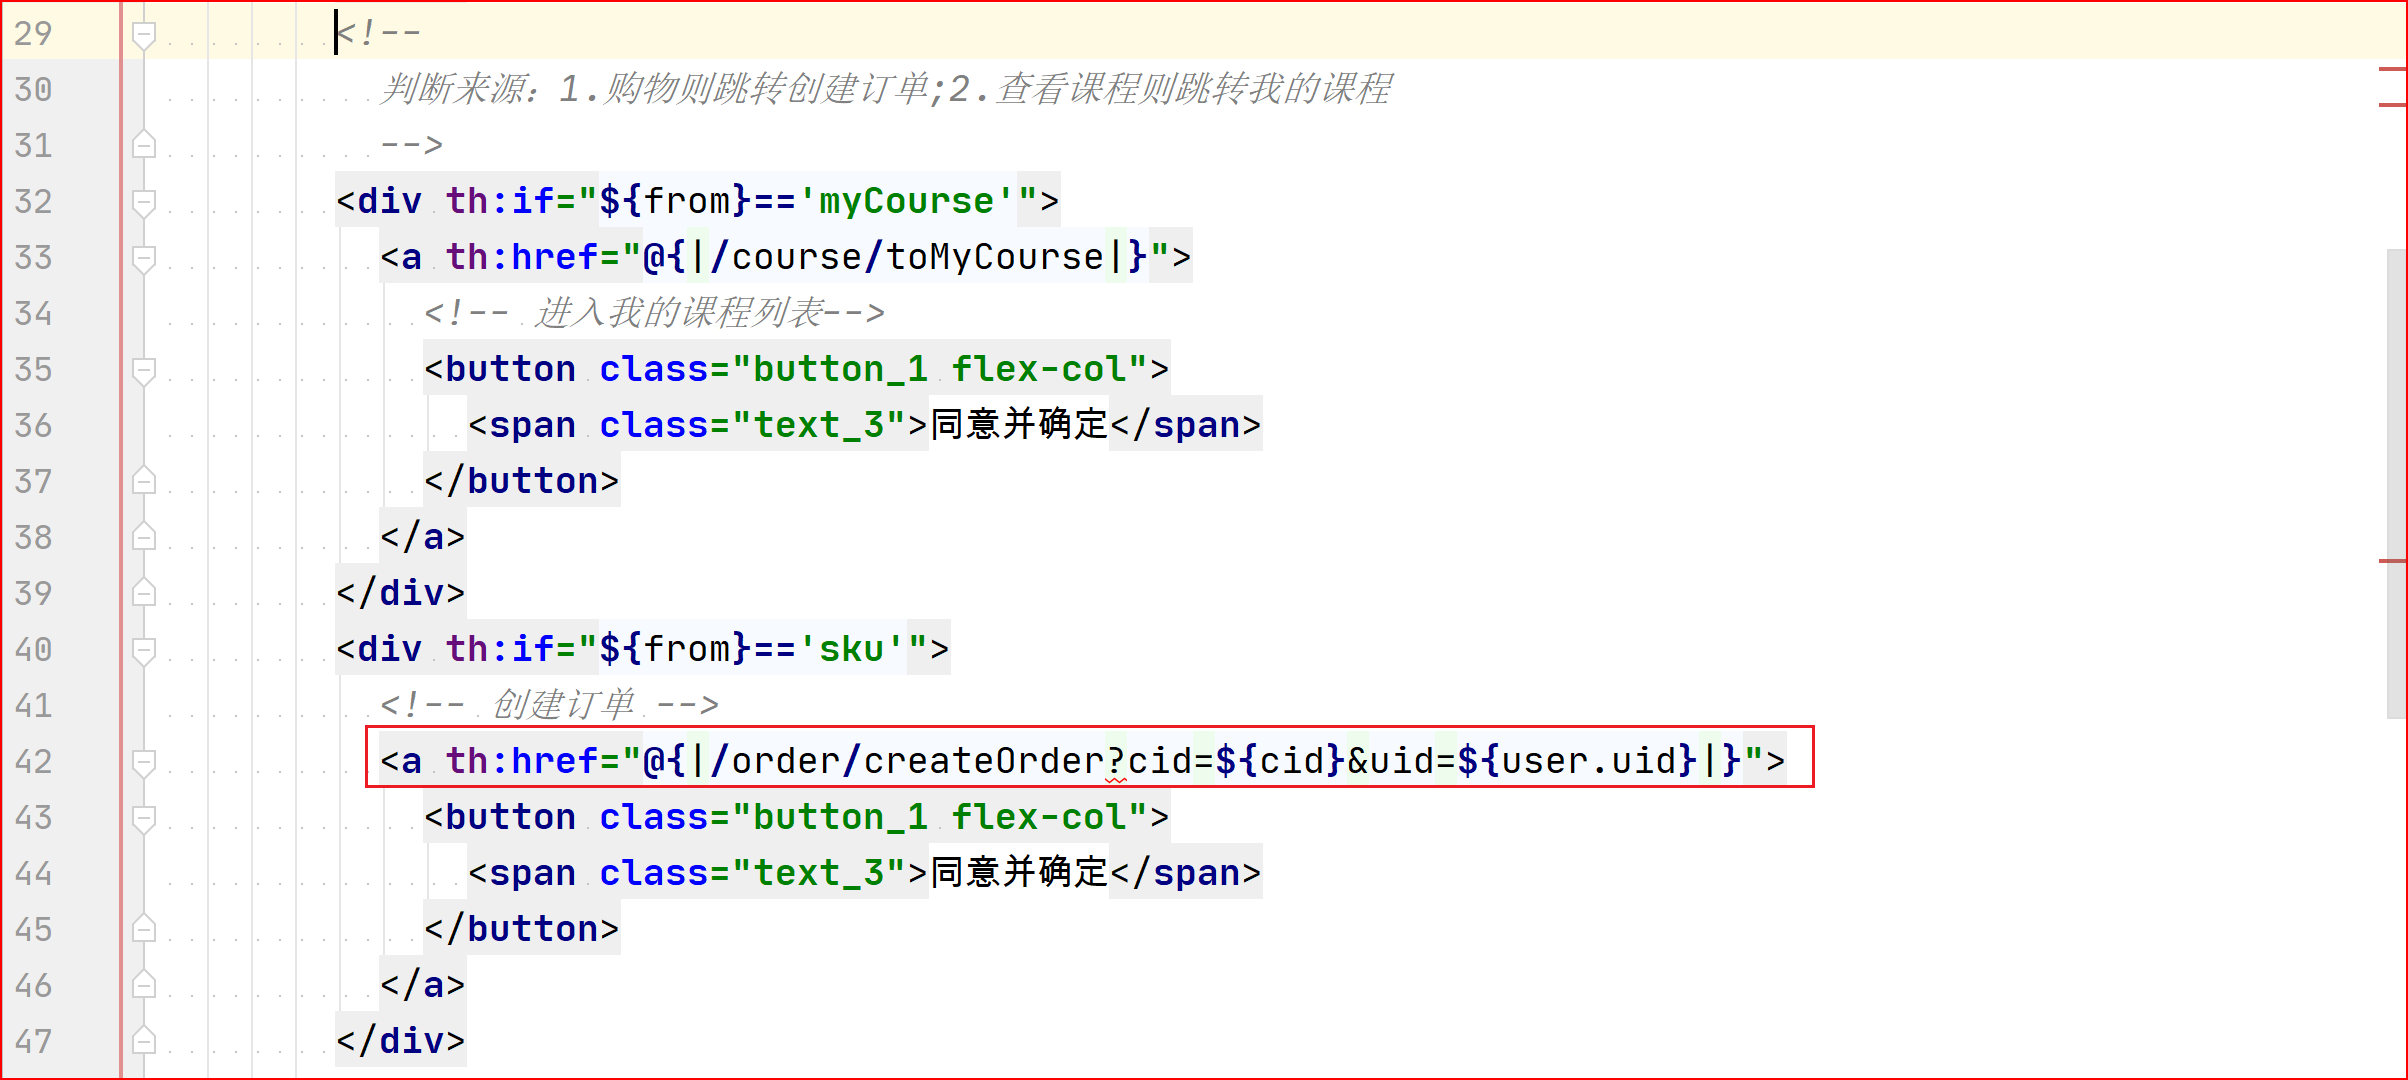 29 <!--
30 判断来源：1.购物则跳转创建订单;2.查看课程则跳转我的课程
31 -->
32 <div th:if="${from}=='myCourse'">
33 <a th:href="@{|/course/toMyCourse|}">
34 <!-- 进入我的课程列表-->
35 <button class="button_1 flex-col">
36 <span class="text_3">同意并确定</span>
37 </button>
38 </a>
39 </div>
40 <div th:if="${from}=='sku'">
41 <!-- 创建订单 -->
42 <a th:href="@{|/order/createOrder?cid=${cid}&uid=${user.uid}|}">
43 <button class="button_1 flex-col">
44 <span class="text_3">同意并确定</span>
45 </button>
46 </a>
47 </div>